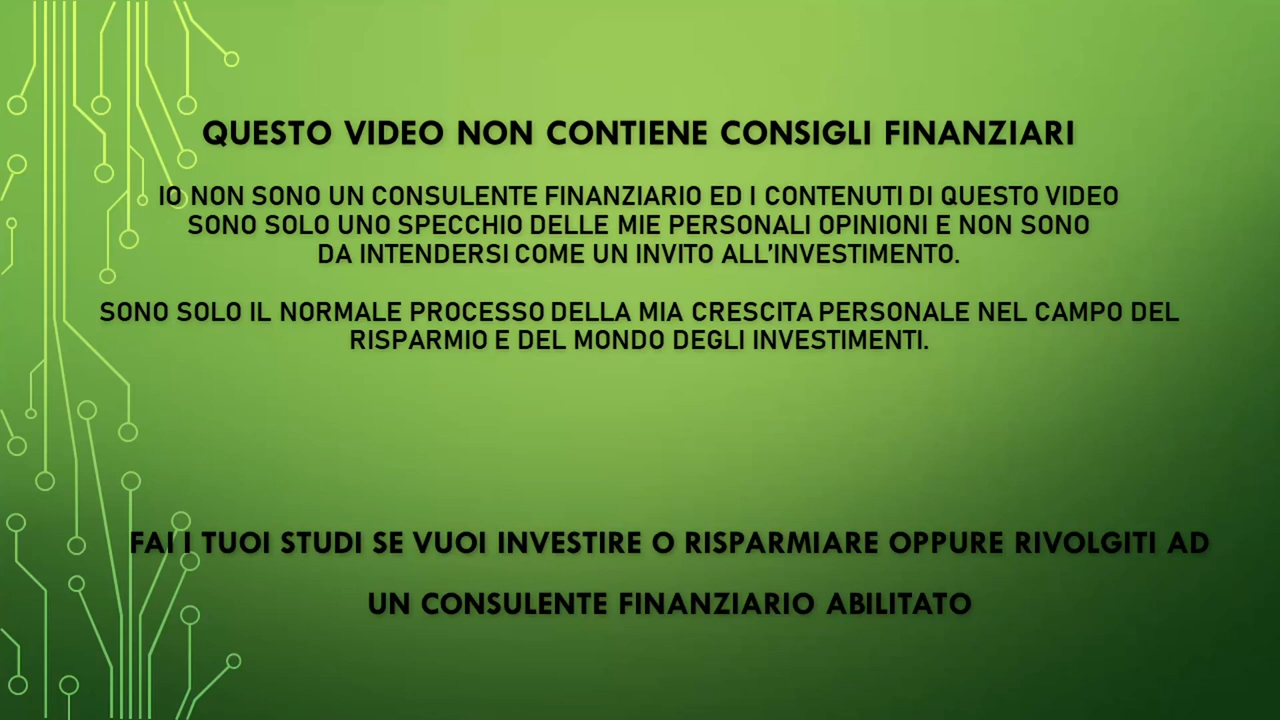 QUESTO VIDEO NON CONTIENE CONSIGLI FINANZIARI
IO NON SONO UN CONSULENTE FINANZIARIO ED I CONTENUTI DI QUESTO VIDEO
SONO SOLO UNO SPECCHIO DELLE MIE PERSONALI OPINIONI E NON SONO
DA INTENDERSI COME UN INVITO ALL'INVESTIMENTO.
SONO SOLO IL NORMALE PROCESSO DELLA MIA CRESCITA PERSONALE NEL CAMPO DEL
RISPARMIO E DEL MONDO DEGLI INVESTIMENTI.
FAI I TUOI STUDI SE VUOI INVESTIRE O RISPARMIARE OPPURE RIVOLGITI AD
UN CONSULENTE FINANZIARIO ABILITATO